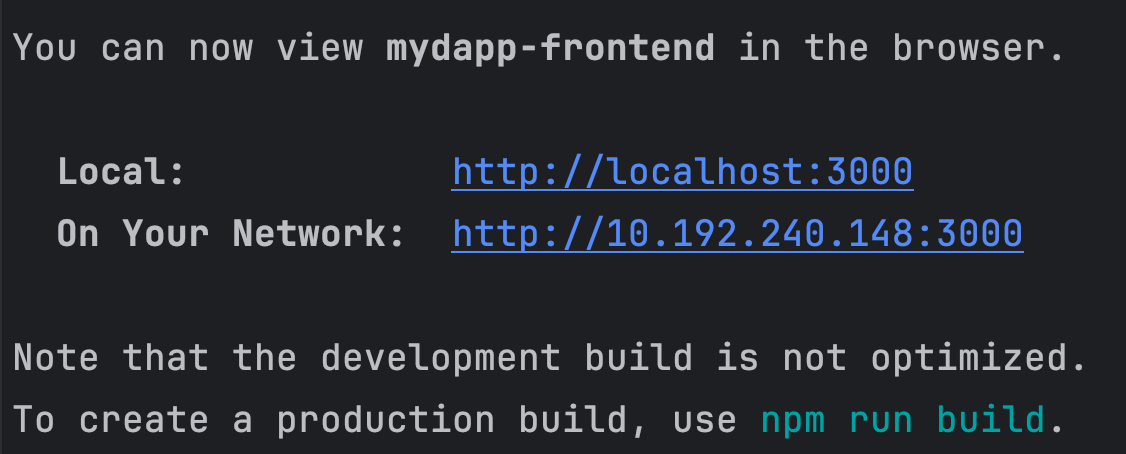 You can now view mydapp-frontend in the browser.
Local: http://localhost:3000
On Your Network: http://10.192.240.148:3000
Note that the development build is not optimized.
To create a production build, use npm run build.